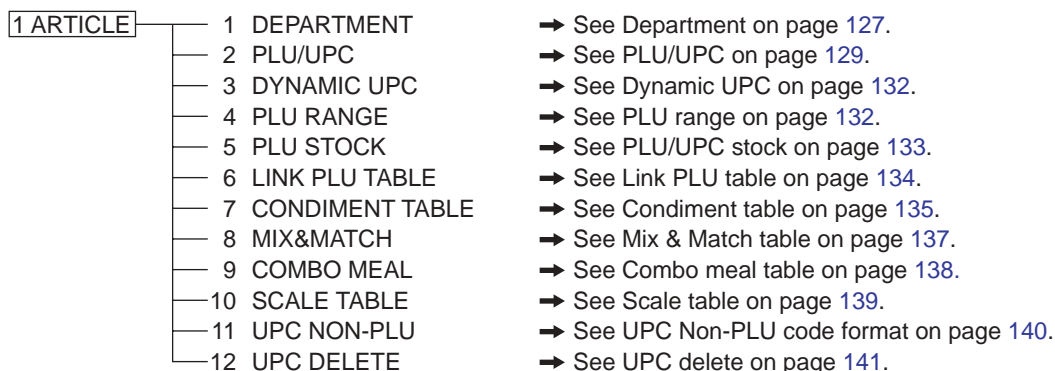 1 ARTICLE 1 DEPARTMENT ➞ See Department on page 127.
2 PLU/UPC ➞ See PLU/UPC on page 129.
3 DYNAMIC UPC ➞ See Dynamic UPC on page 132.
4 PLU RANGE ➞ See PLU range on page 132.
5 PLU STOCK ➞ See PLU/UPC stock on page 133.
6 LINK PLU TABLE ➞ See Link PLU table on page 134.
7 CONDIMENT TABLE ➞ See Condiment table on page 135.
8 MIX&MATCH ➞ See Mix & Match table on page 137.
9 COMBO MEAL ➞ See Combo meal table on page 138.
10 SCALE TABLE ➞ See Scale table on page 139.
11 UPC NON-PLU ➞ See UPC Non-PLU code format on page 140.
12 UPC DELETE ➞ See UPC delete on page 141.